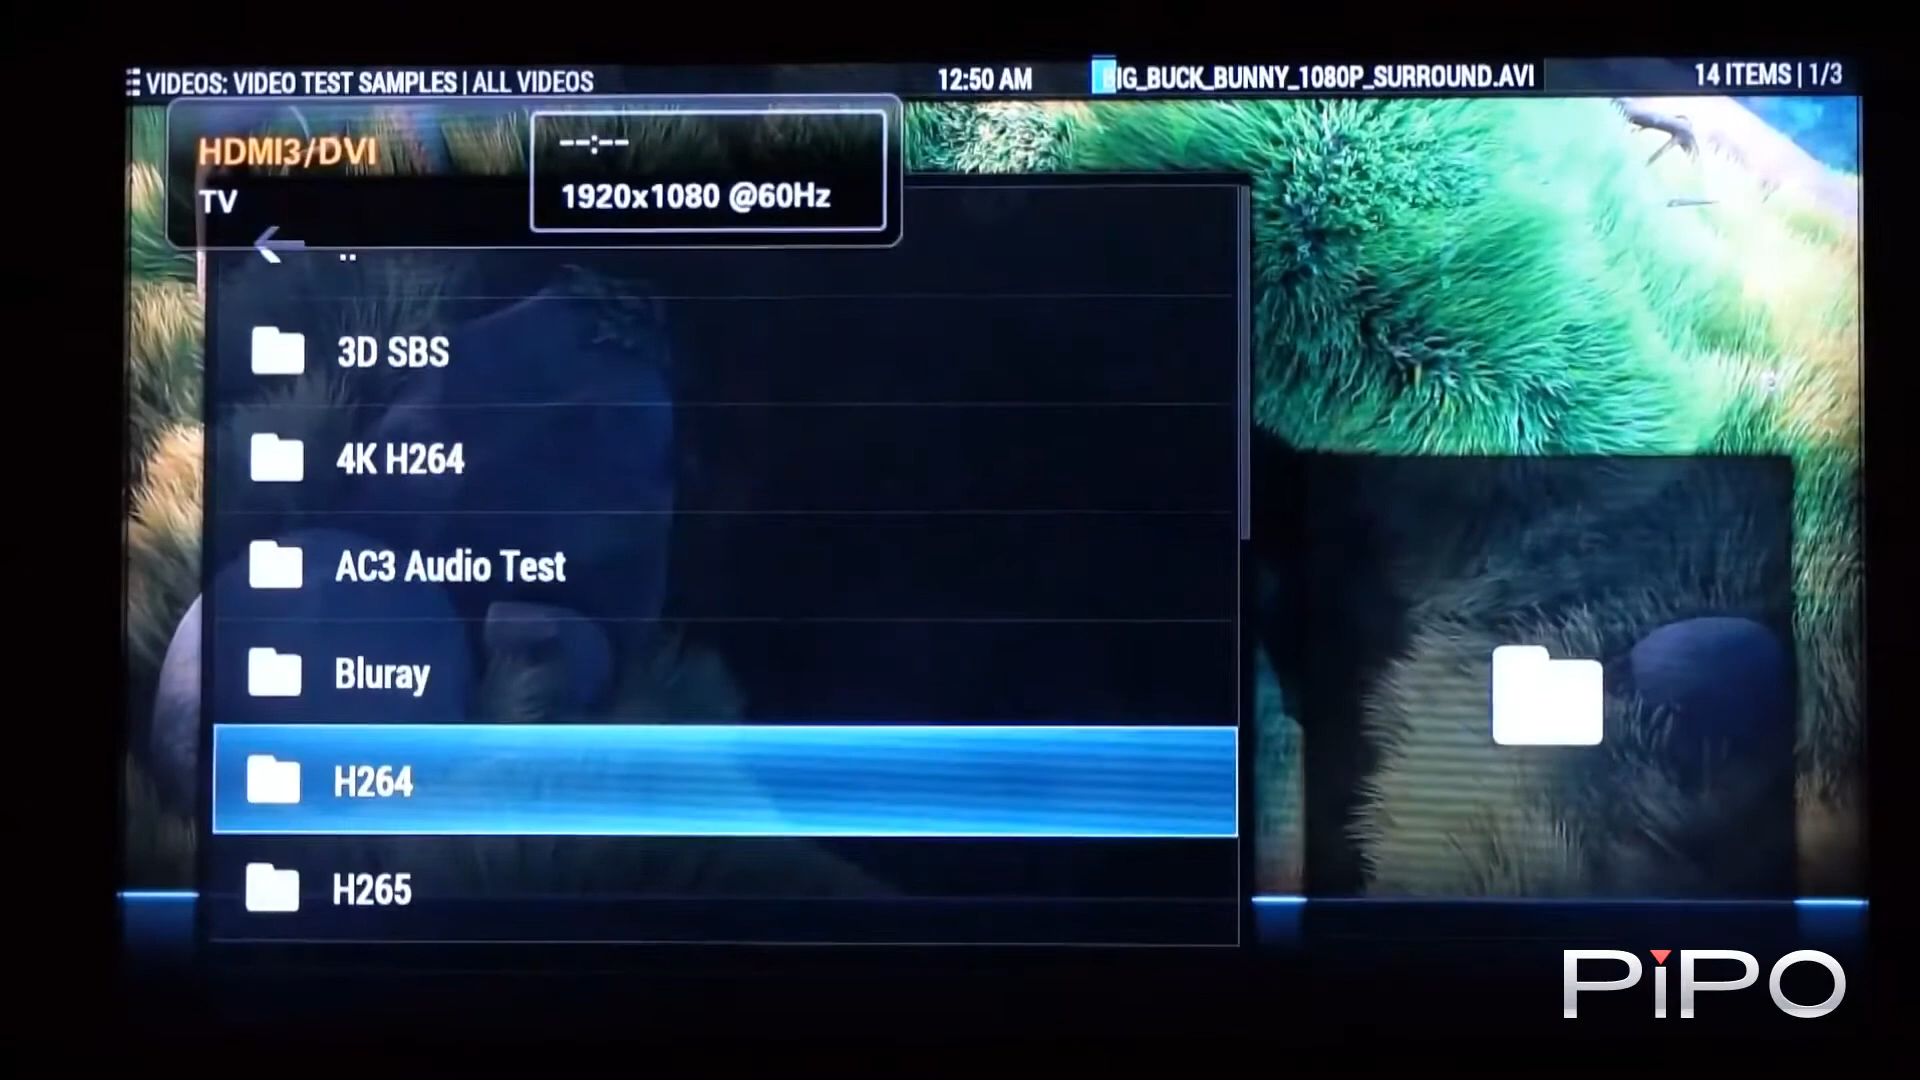 VIDEOS: VIDEO TEST SAMPLES | ALL VIDEOS
12:50 AM
BIG_BUCK_BUNNY_1080P_SURROUND.AVI
14 ITEMS | 1/3
HDMI3/DVI
TV
--:--
1920x1080 @60Hz
..
3D SBS
4K H264
AC3 Audio Test
Bluray
H264
H265
PiPO